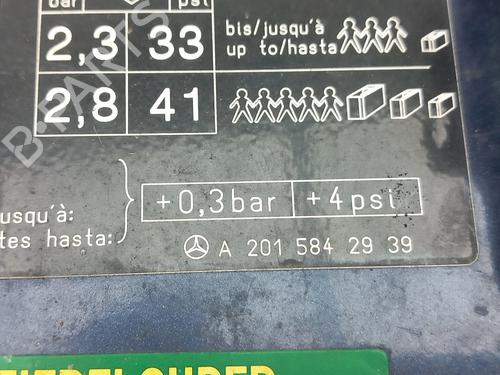 bar psi
2,3 33 bis/jusqu'à
up to/hasta
2,8 41
usqu'à:
tes hasta:
+0,3bar +4psi
A 201 584 29 39
B-PARTS